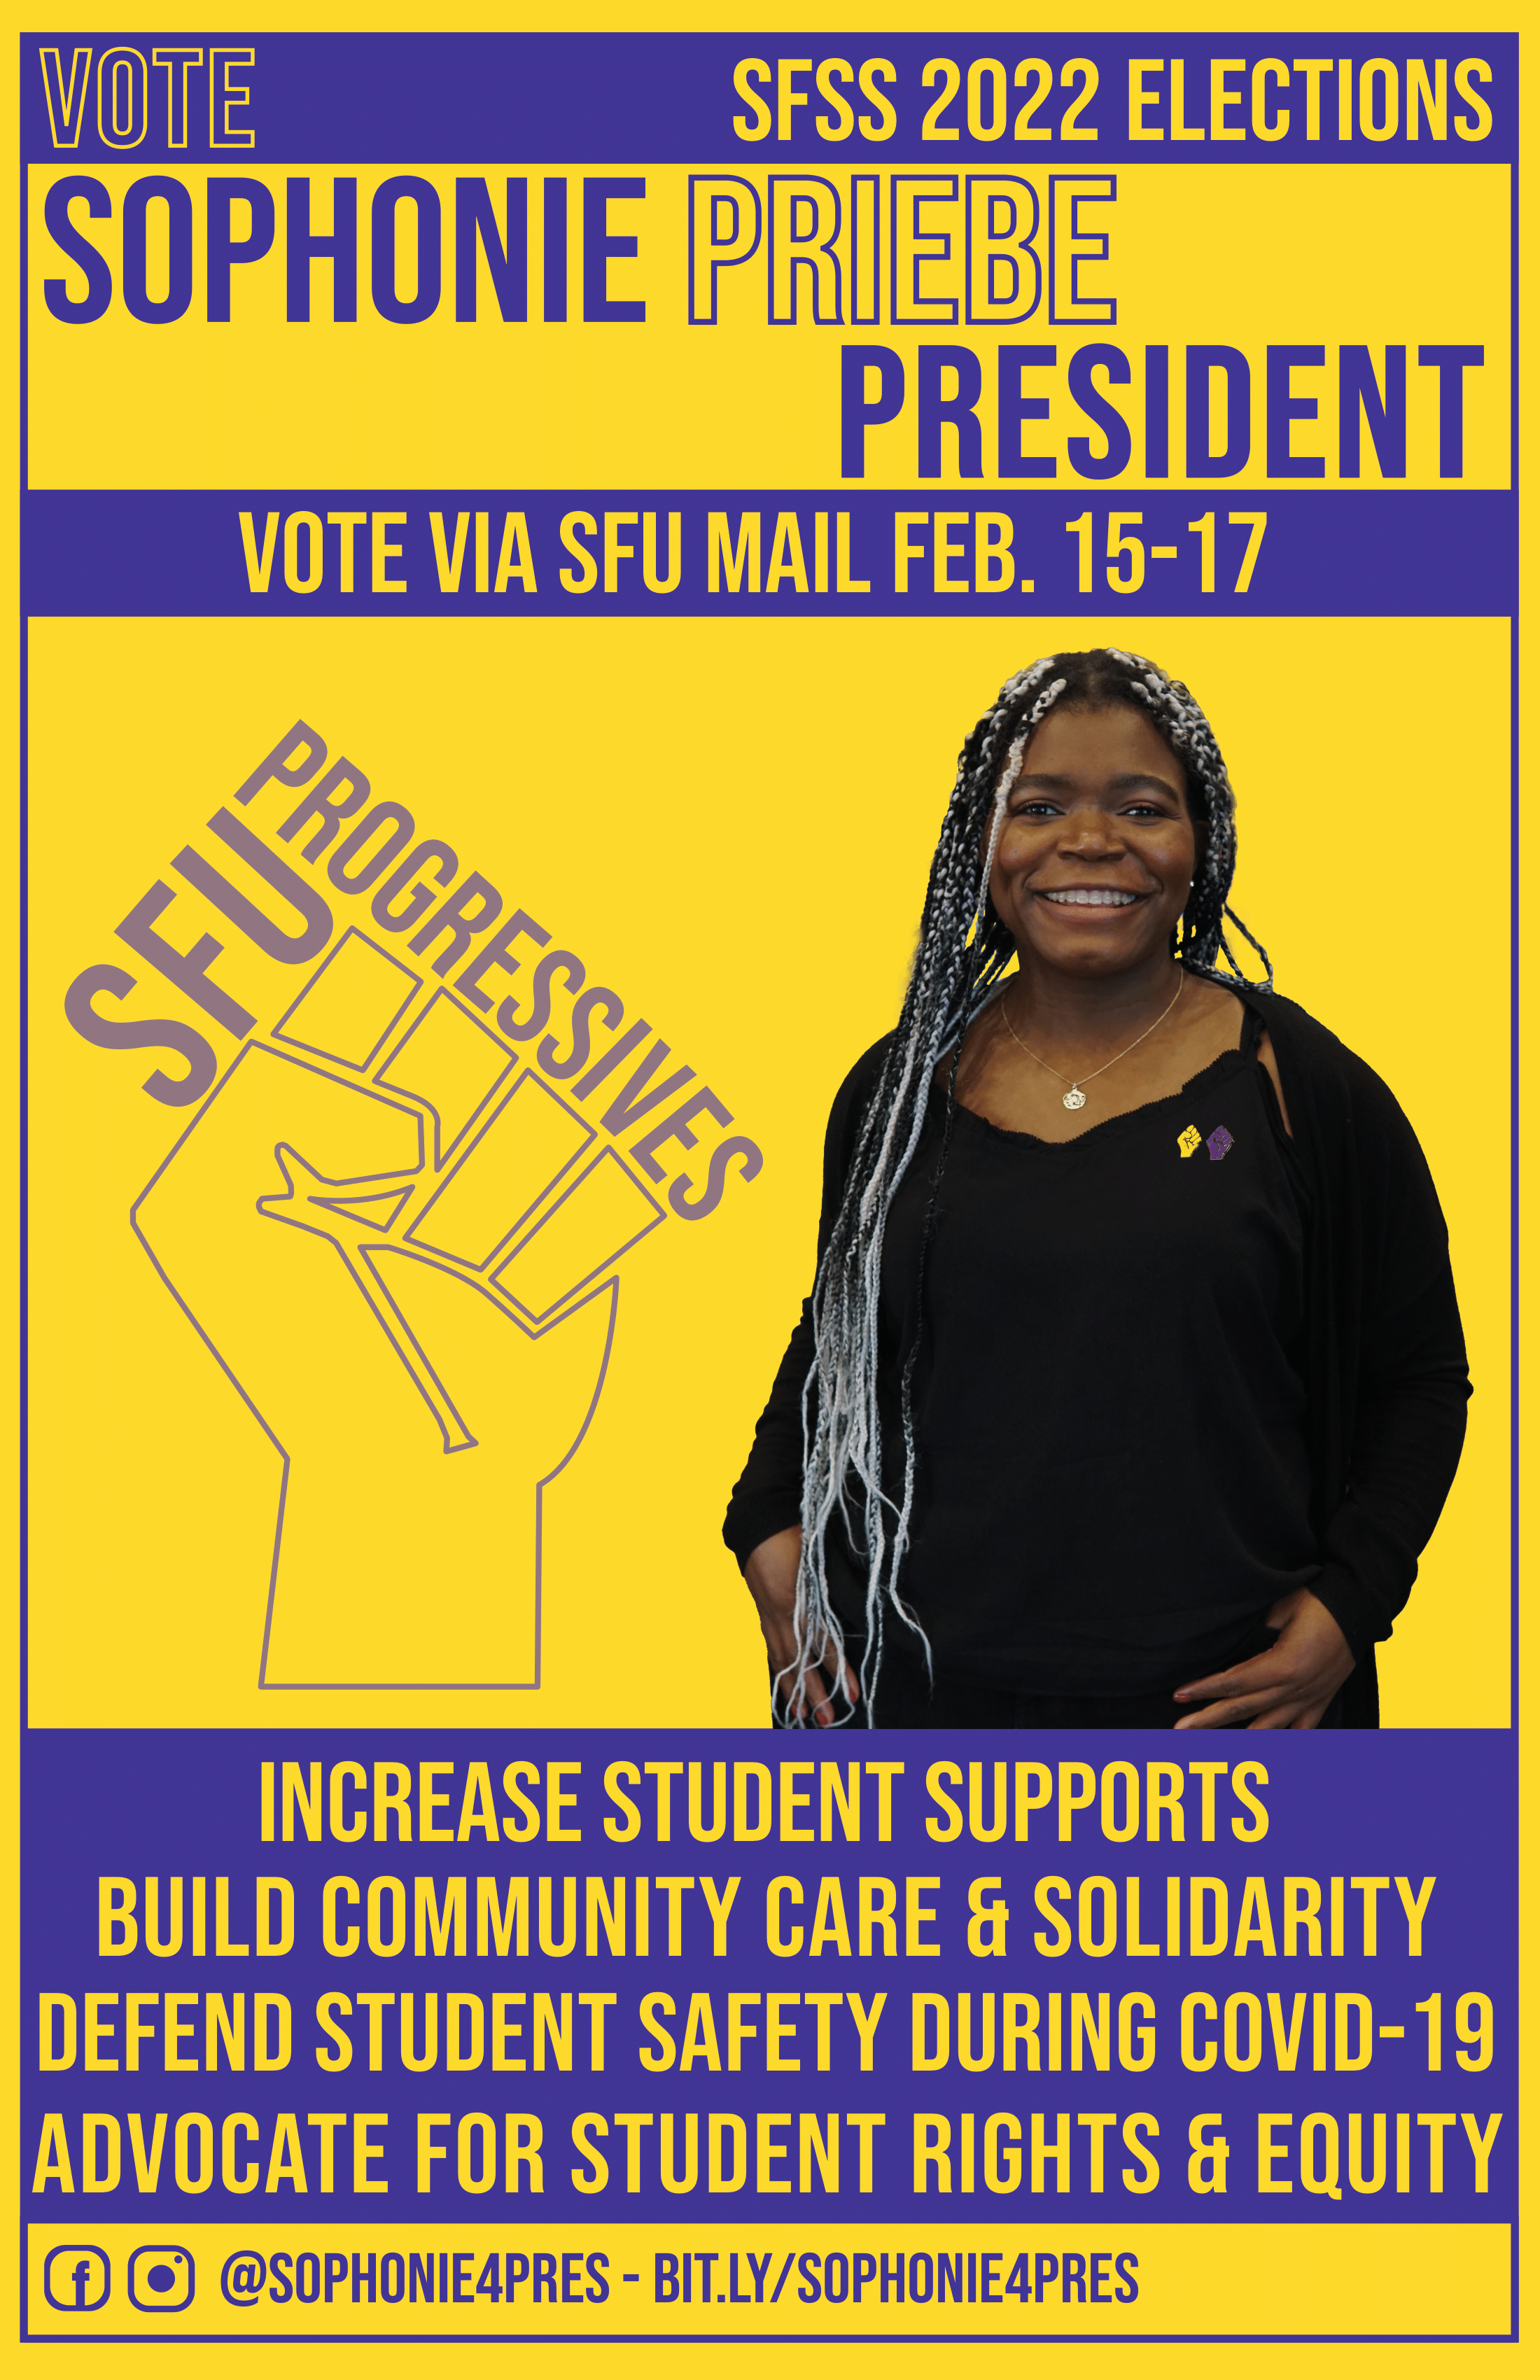 VOTE
SFSS 2022 ELECTIONS
SOPHONIE PRIEBE
PRESIDENT
VOTE VIA SFU MAIL FEB. 15-17
SFU
PROGRESSIVES
INCREASE STUDENT SUPPORTS
BUILD COMMUNITY CARE & SOLIDARITY
DEFEND STUDENT SAFETY DURING COVID-19
ADVOCATE FOR STUDENT RIGHTS & EQUITY
@SOPHONIE4PRES - BIT.LY/SOPHONIE4PRES